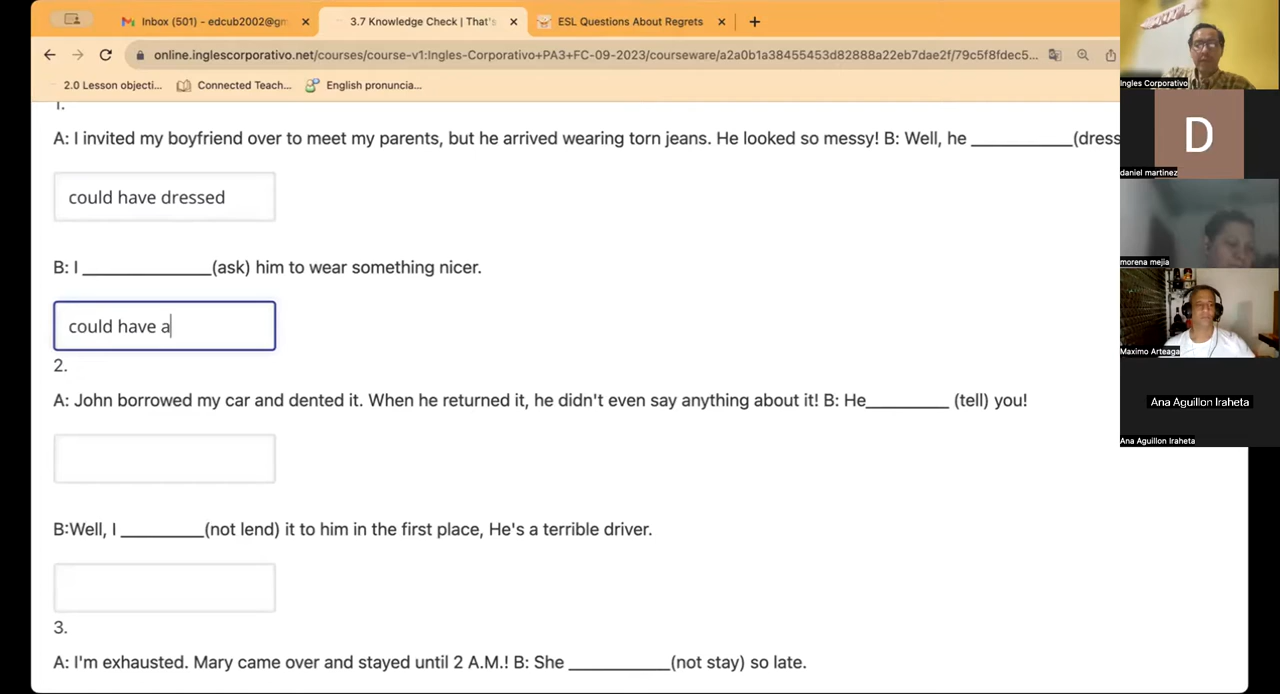 Inbox (501) - edcub2002@gm
3.7 Knowledge Check | That's
ESL Questions About Regrets
online.inglescorporativo.net/courses/course-v1:Ingles-Corporativo+PA3+FC-09-2023/courseware/a2a0b1a38455453d82888a22eb7dae2f/79c5f8fdec5...
2.0 Lesson objecti...
Connected Teach...
English pronuncia...
1.
A: I invited my boyfriend over to meet my parents, but he arrived wearing torn jeans. He looked so messy! B: Well, he ___________(dress
could have dressed
B: I ______________(ask) him to wear something nicer.
could have a
2.
A: John borrowed my car and dented it. When he returned it, he didn't even say anything about it! B: He_________ (tell) you!
B:Well, I _________(not lend) it to him in the first place, He's a terrible driver.
3.
A: I'm exhausted. Mary came over and stayed until 2 A.M.! B: She ___________(not stay) so late.
Ingles Corporativo
D
daniel martinez
morena mejia
Maximo Arteaga
Ana Aguillon Iraheta
Ana Aguillon Iraheta